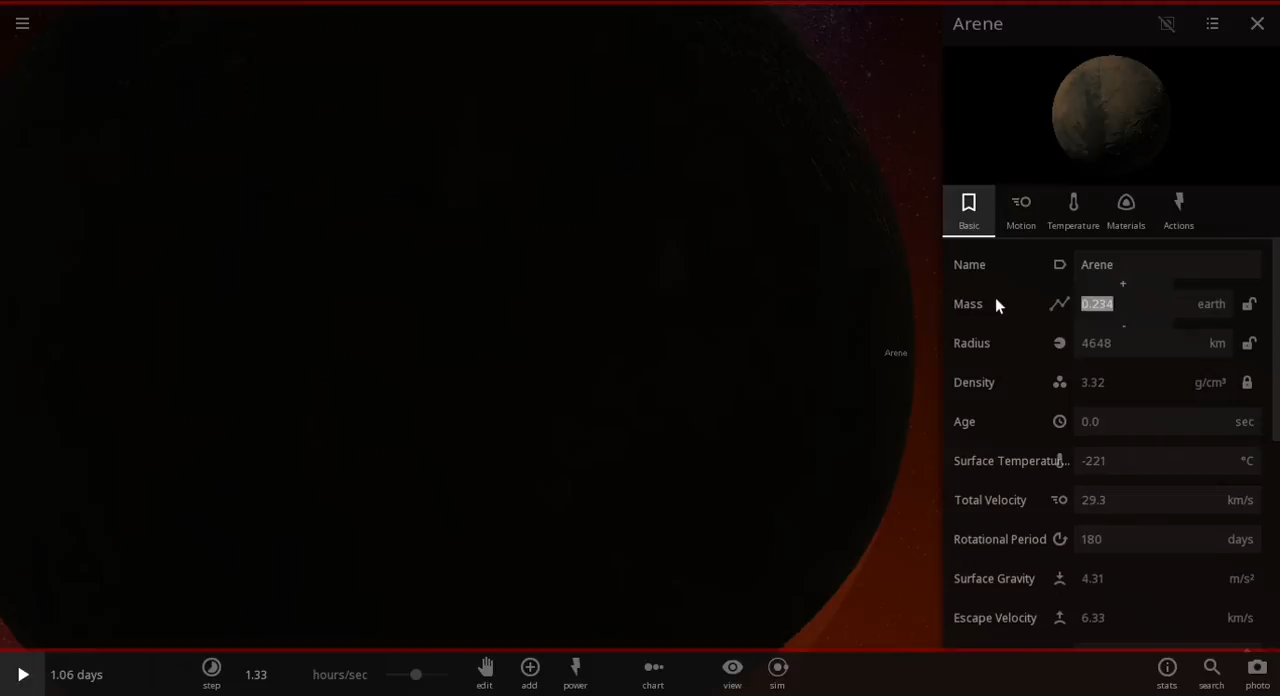 Arene
Basic
Motion
Temperature
Materials
Actions
Name Arene
+
Mass 0.234 earth
-
Radius 4648 km
Arene
Density 3.32 g/cm³
Age 0.0 sec
Surface Temperatur... -221 °C
Total Velocity 29.3 km/s
Rotational Period 180 days
Surface Gravity 4.31 m/s²
Escape Velocity 6.33 km/s
1.06 days
step
1.33 hours/sec
edit
add
power
chart
view
sim
stats
search
photo